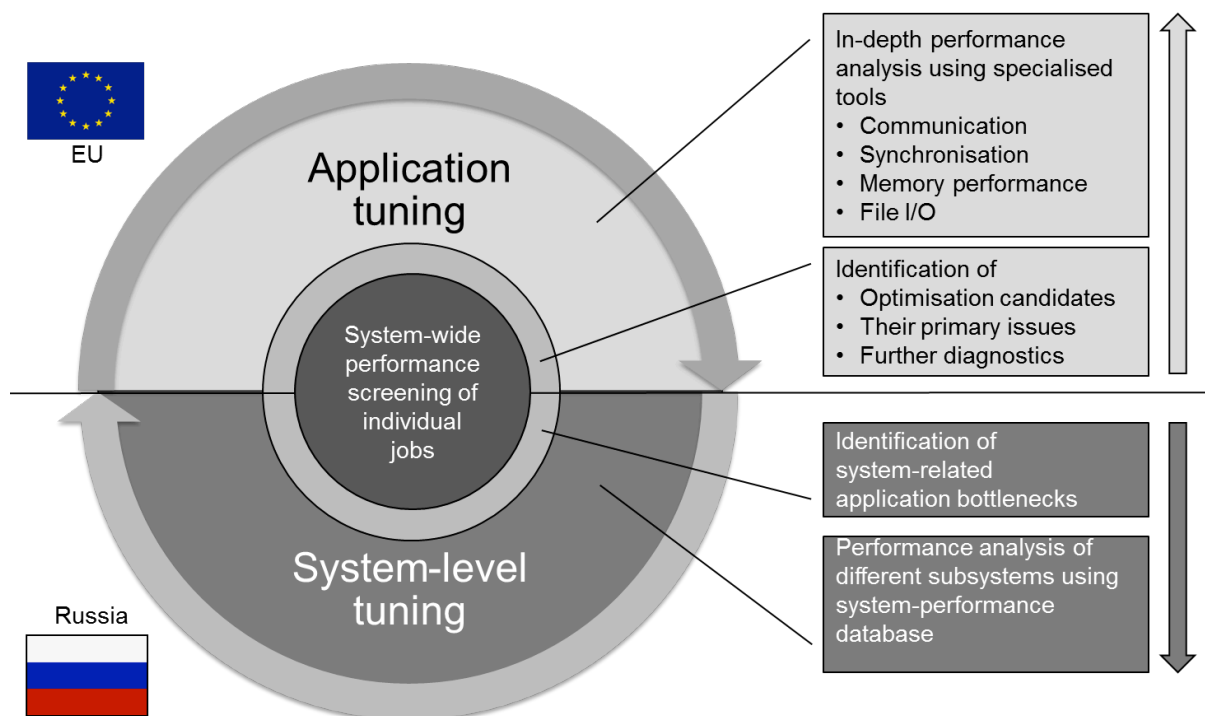 EU
Application
tuning
System-wide
performance
screening of
individual
jobs
System-level
tuning
Russia
In-depth performance
analysis using specialised
tools
• Communication
• Synchronisation
• Memory performance
• File I/O
Identification of
• Optimisation candidates
• Their primary issues
• Further diagnostics
Identification of
system-related
application bottlenecks
Performance analysis of
different subsystems using
system-performance
database